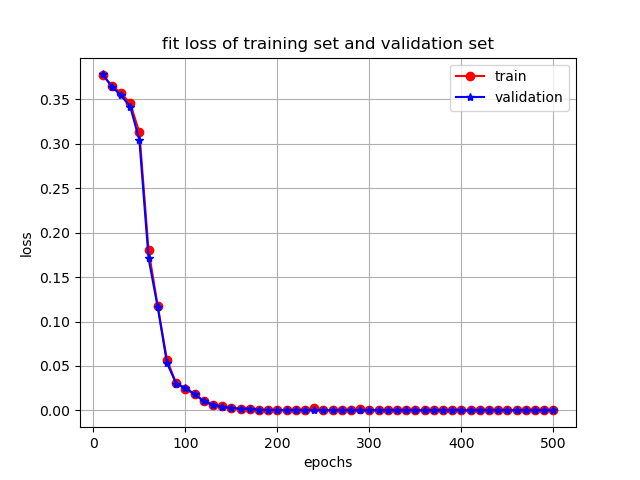 fit loss of training set and validation set
train
validation
0.35
0.30
0.25
0.20
0.15
0.10
0.05
0.00
loss
0
100
200
300
400
500
epochs